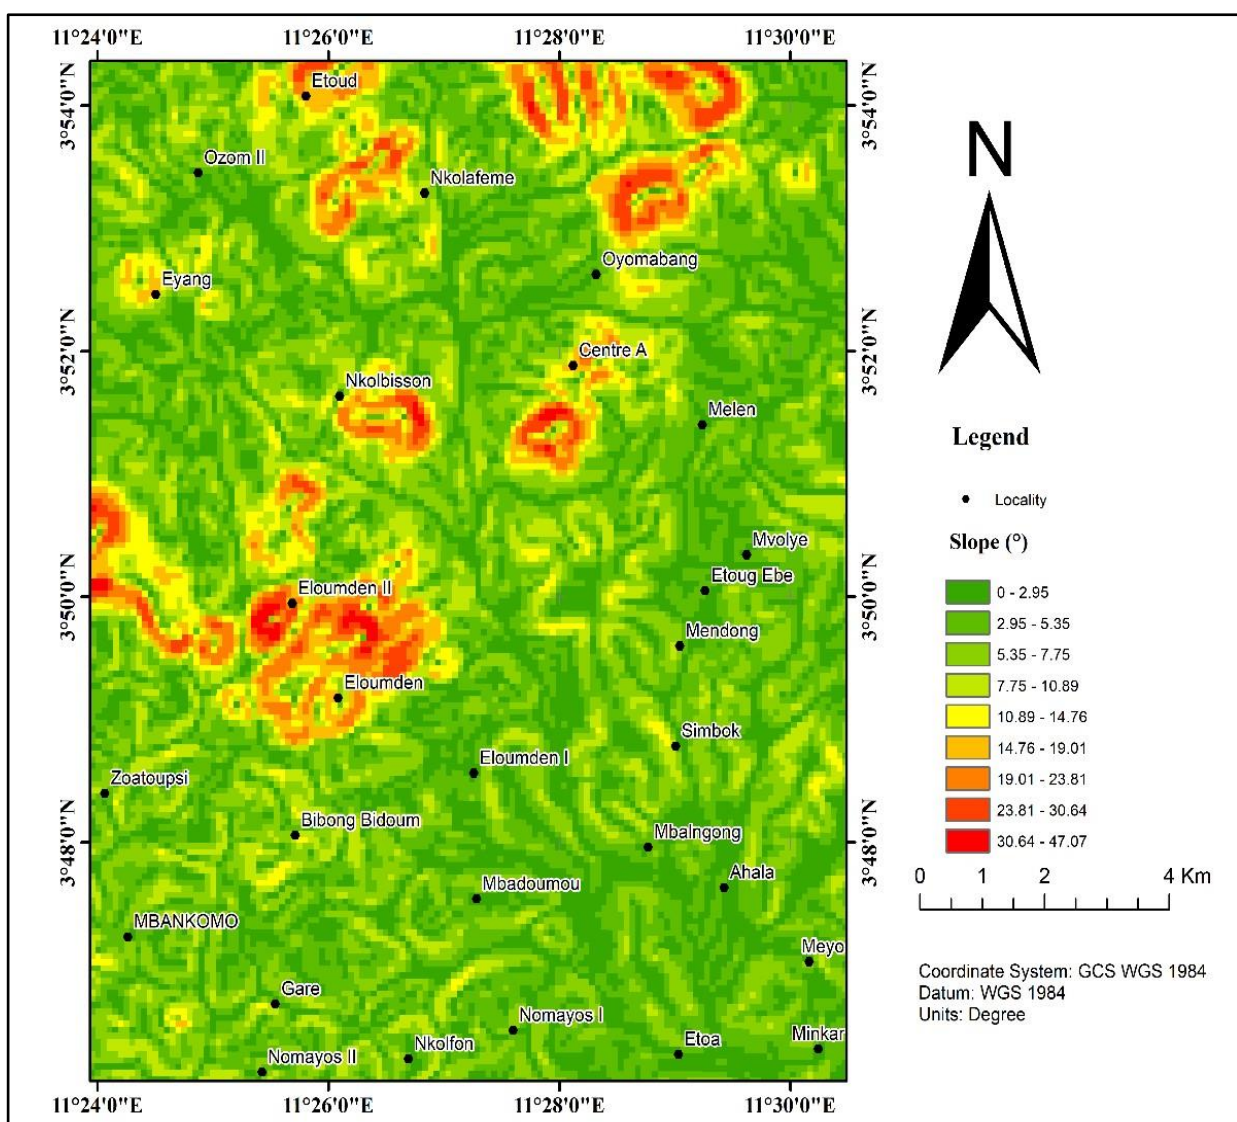 11°24'0"E 11°26'0"E 11°28'0"E 11°30'0"E
3°54'0"N
3°54'0"N
Etoud
Ozom II
Nkolafeme
N
Oyomabang
Eyang
3°52'0"N
3°52'0"N
Centre A
Nkolbisson
Melen
Legend
Locality
Mvolye
Slope (°)
Etoug Ebe
Eloumden II
3°50'0"N
3°50'0"N
0 - 2.95
2.95 - 5.35
Mendong
5.35 - 7.75
Eloumden
7.75 - 10.89
10.89 - 14.76
Simbok
14.76 - 19.01
Eloumden I
Zoatoupsi
19.01 - 23.81
23.81 - 30.64
Bibong Bidoum
Mbalngong
3°48'0"N
3°48'0"N
30.64 - 47.07
Ahala
0 1 2 4 Km
Mbadoumou
MBANKOMO
Meyo
Coordinate System: GCS WGS 1984
Datum: WGS 1984
Units: Degree
Gare
Nomayos I
Etoa
Minkar
Nkolfon
Nomayos II
11°24'0"E 11°26'0"E 11°28'0"E 11°30'0"E